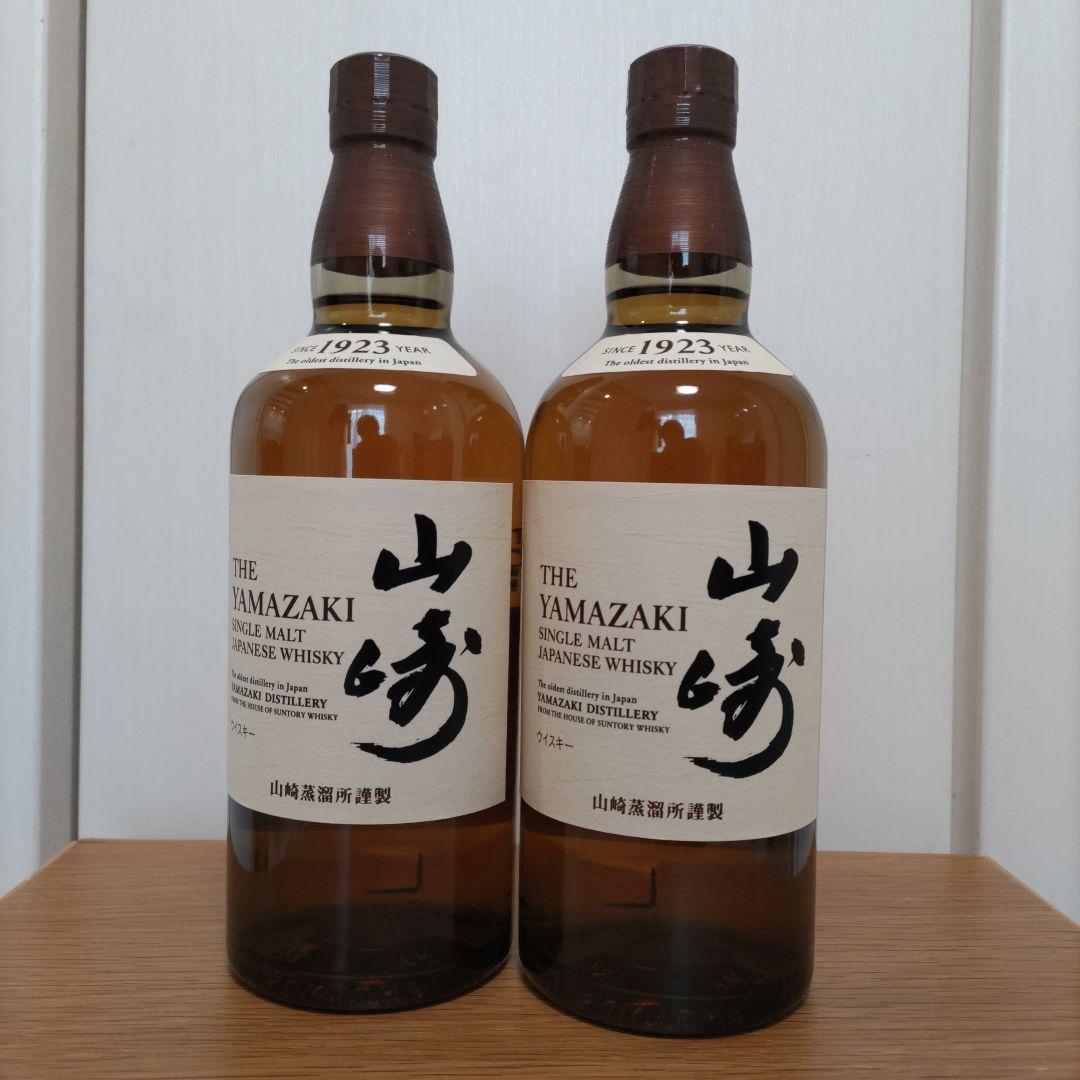 SINCE 1923 YEAR
The oldest distillery in Japan
THE
YAMAZAKI
SINGLE MALT
JAPANESE WHISKY
The oldest distillery in Japan
YAMAZAKI DISTILLERY
FROM THE HOUSE OF SUNTORY WHISKY
ウイスキー
山崎
山崎蒸溜所謹製
SINCE 1923 YEAR
The oldest distillery in Japan
THE
YAMAZAKI
SINGLE MALT
JAPANESE WHISKY
The oldest distillery in Japan
YAMAZAKI DISTILLERY
FROM THE HOUSE OF SUNTORY WHISKY
ウイスキー
山崎
山崎蒸溜所謹製